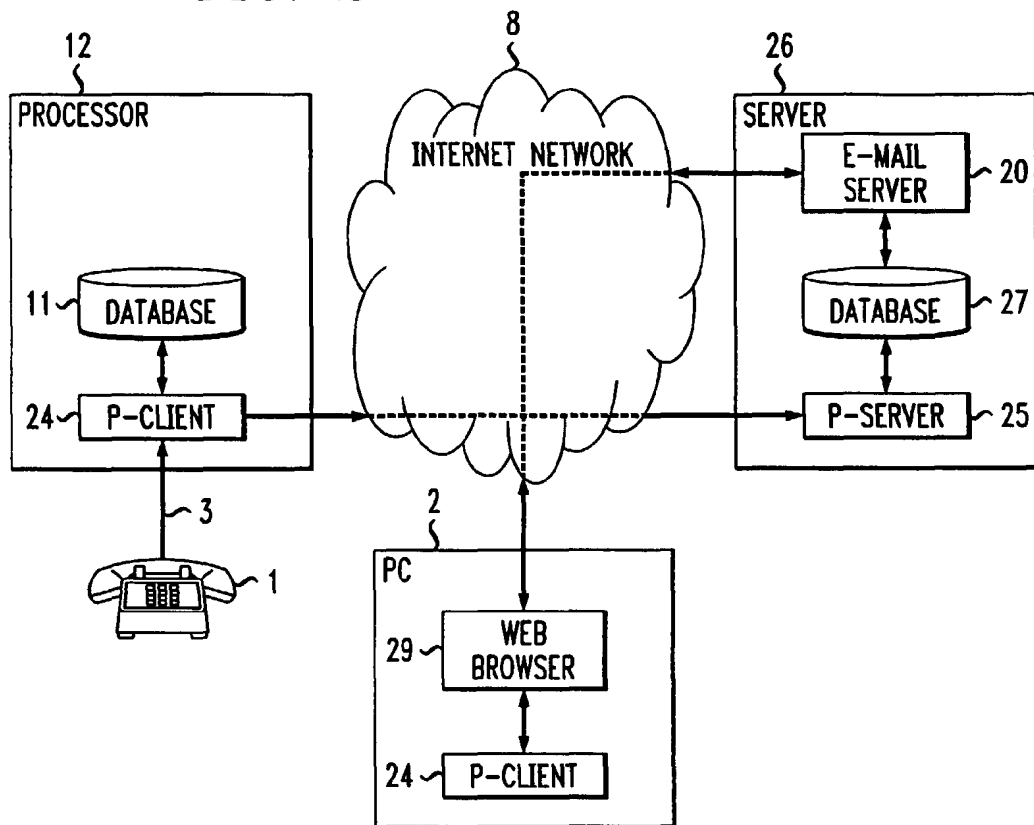 12
8
26
PROCESSOR
INTERNET NETWORK
SERVER
E-MAIL
SERVER
20
11
DATABASE
DATABASE
27
24
P-CLIENT
P-SERVER
25
3
1
2
PC
29
WEB
BROWSER
24
P-CLIENT